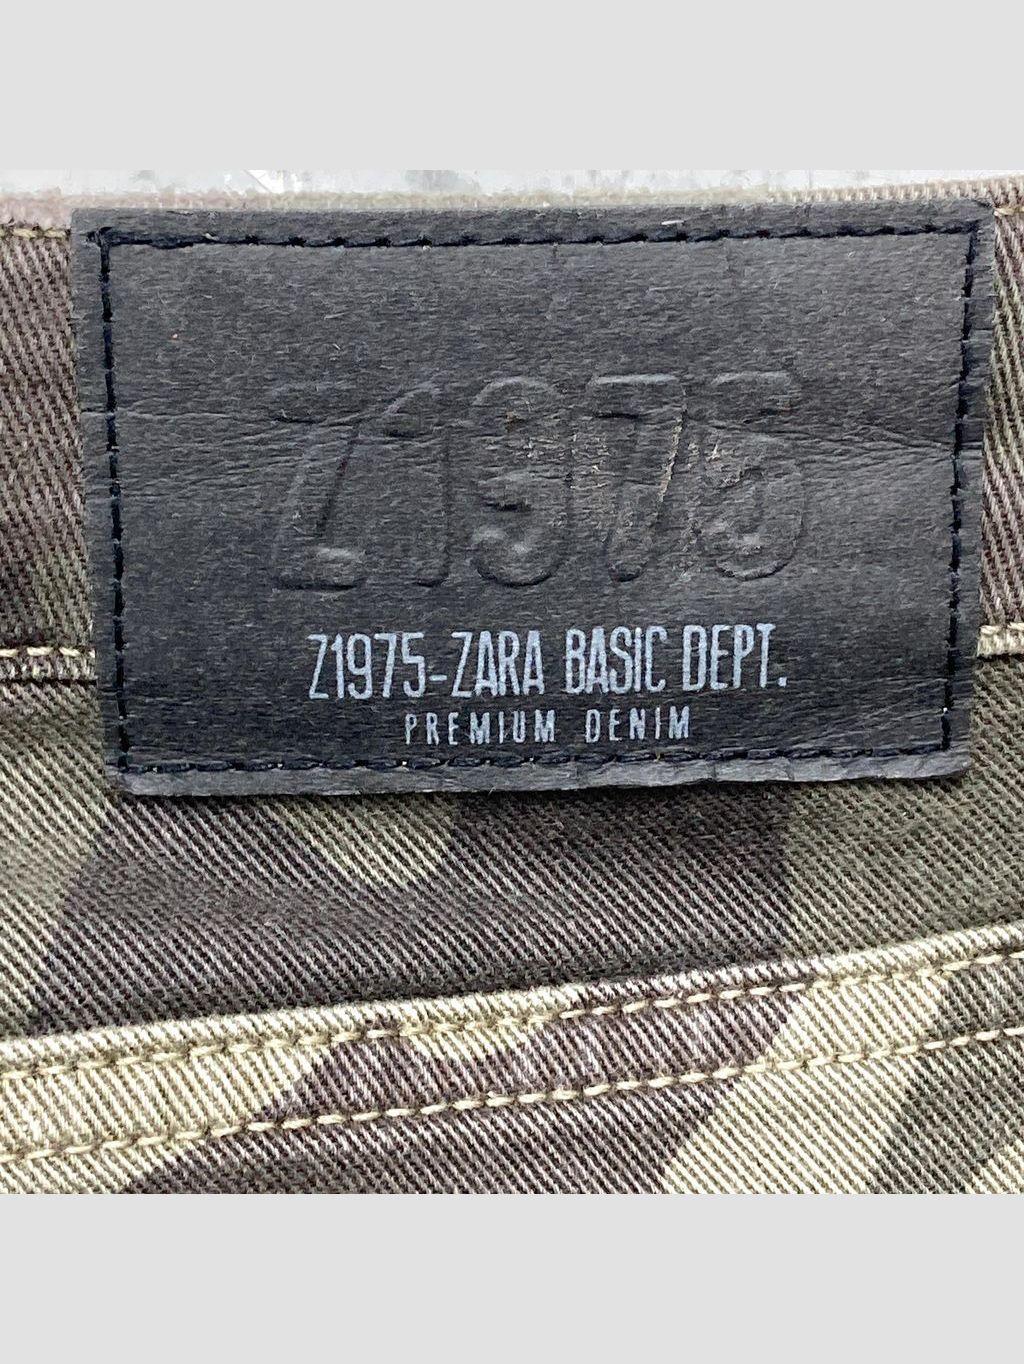 Z1975
Z1975-ZARA BASIC DEPT.
PREMIUM DENIM